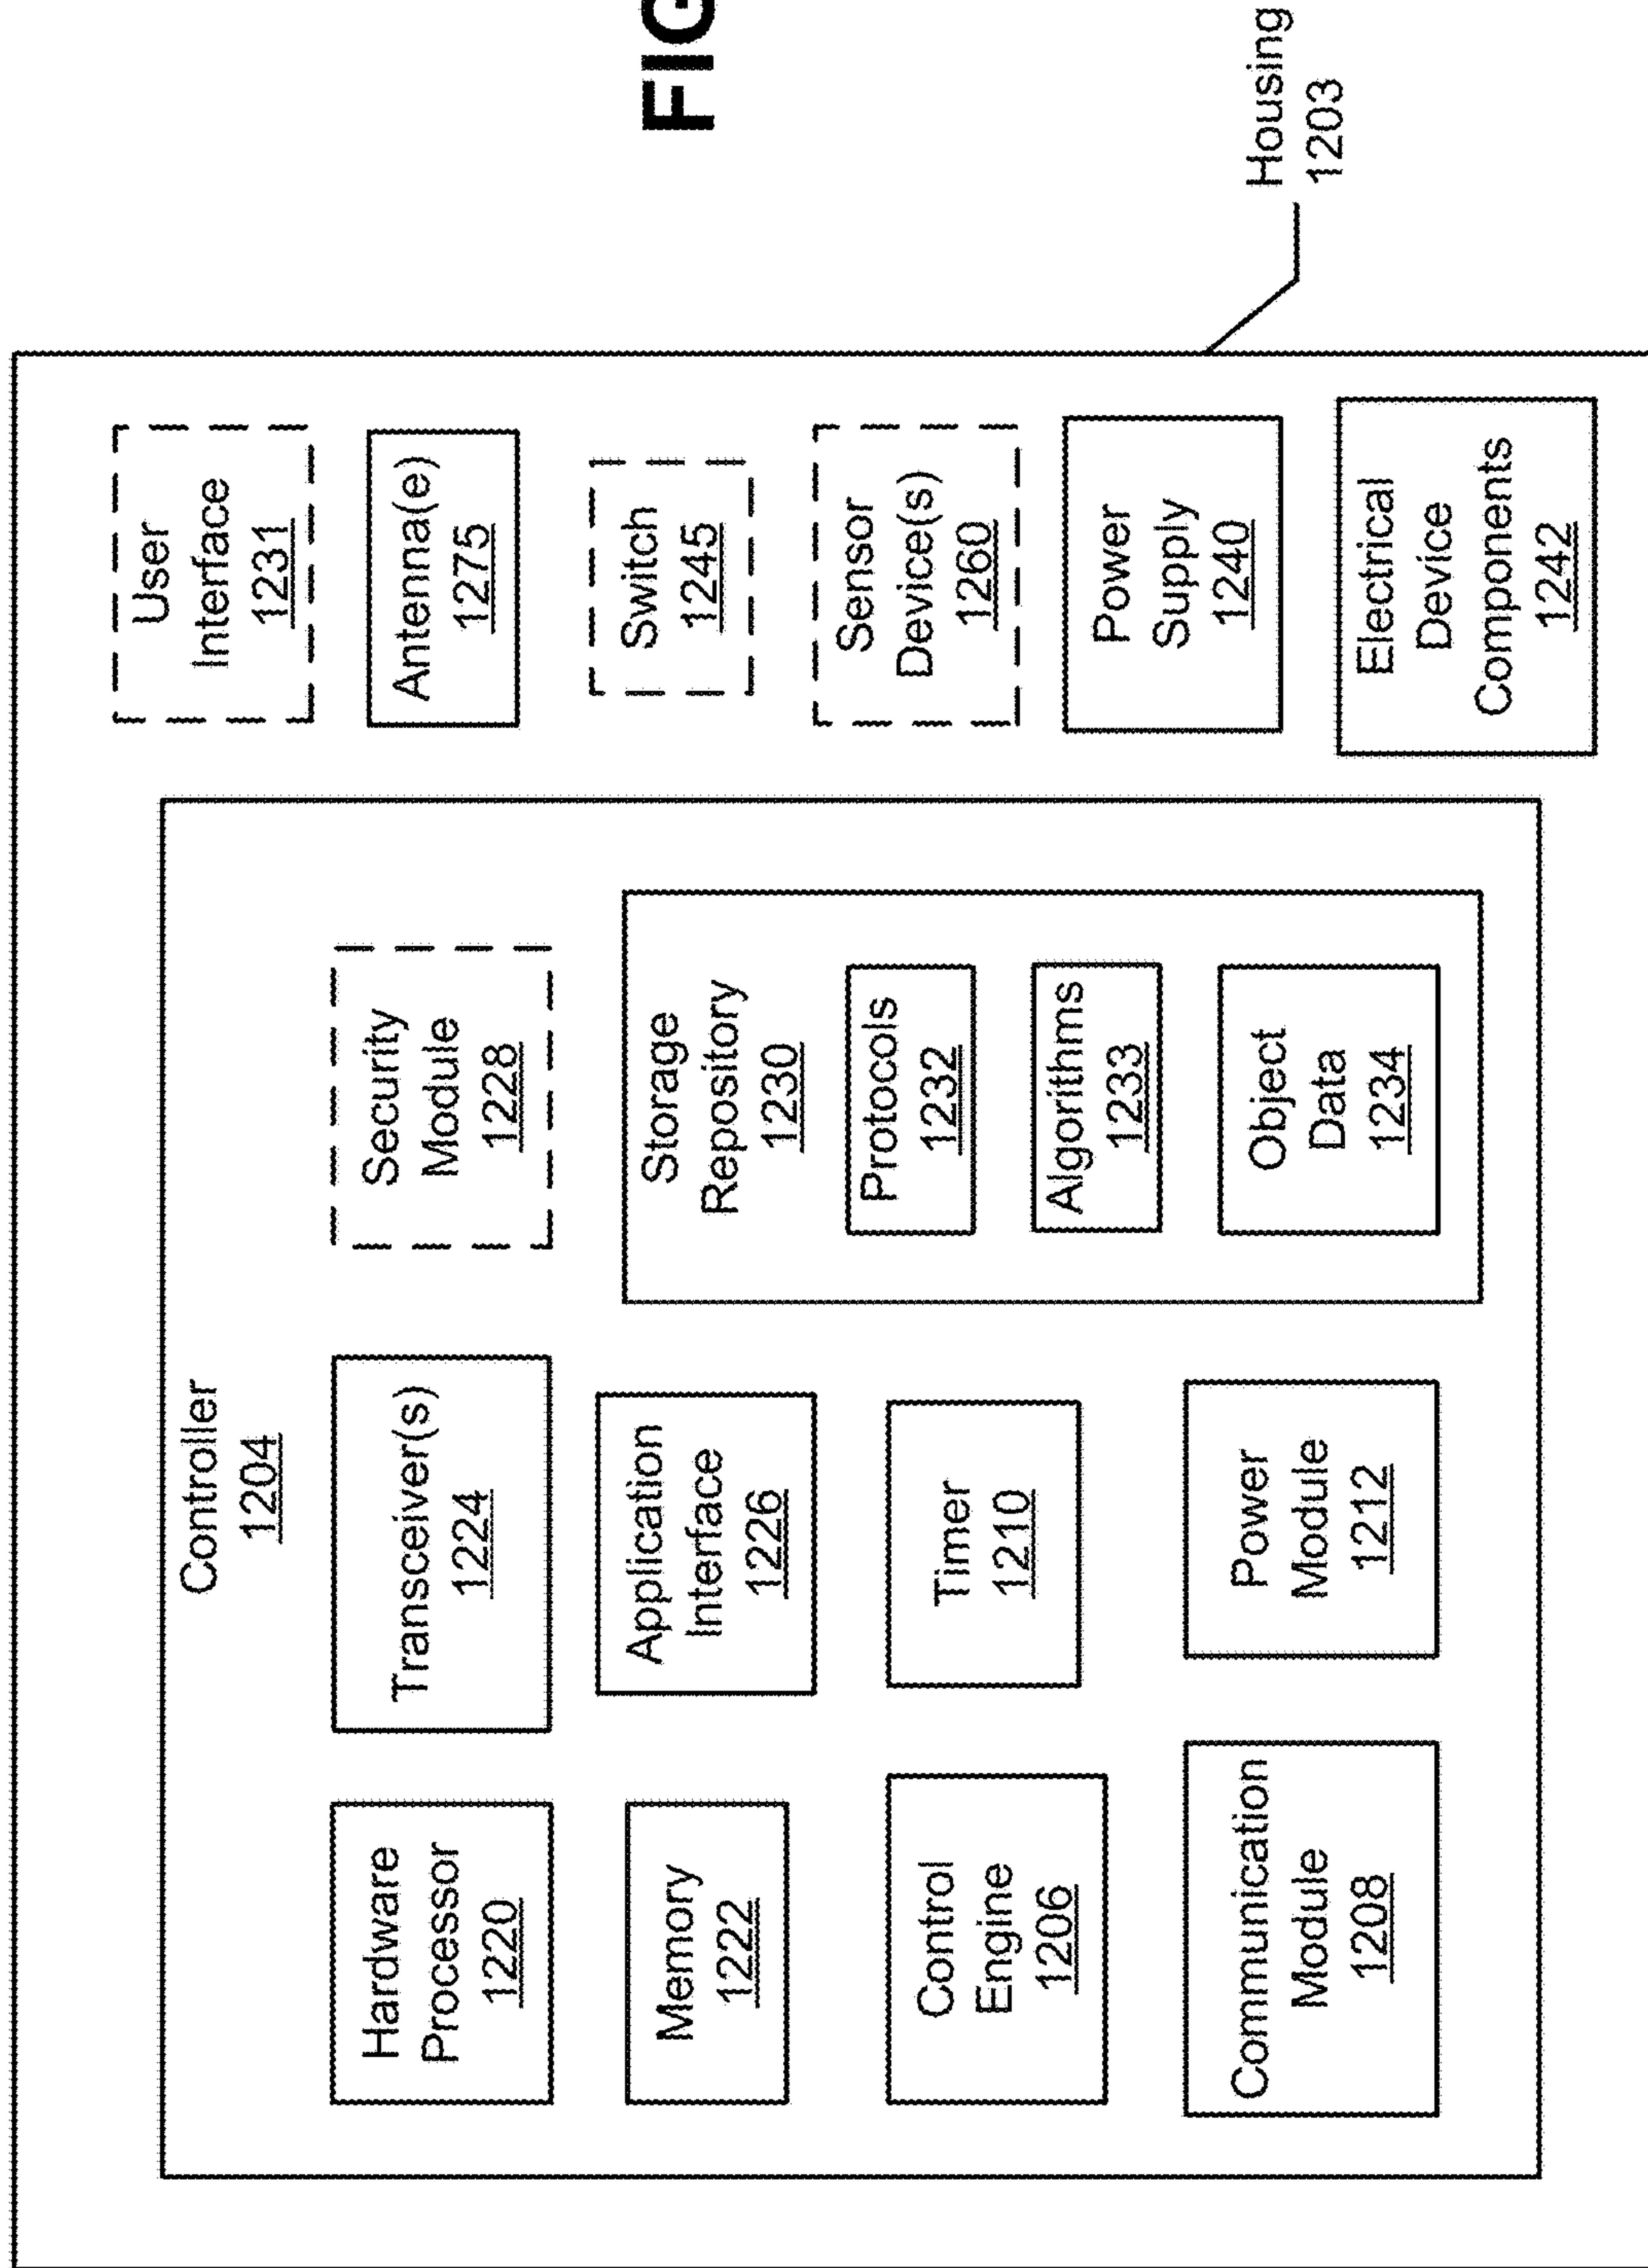 FIG
Controller
1204
Hardware
Processor
1220
Transceiver(s)
1224
Security
Module
1228
User
Interface
1231
Antenna(e)
1275
Memory
1222
Application
Interface
1226
Storage
Repository
1230
Switch
1245
Protocols
1232
Sensor
Device(s)
1260
Control
Engine
1206
Timer
1210
Algorithms
1233
Power
Supply
1240
Communication
Module
1208
Power
Module
1212
Object
Data
1234
Electrical
Device
Components
1242
Housing
1203